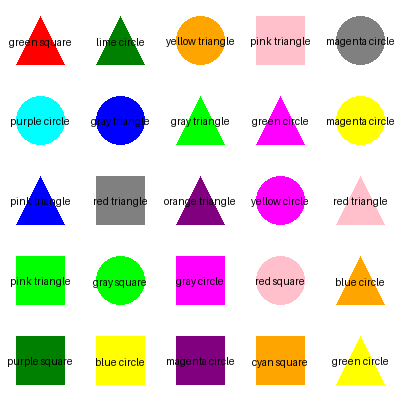 green square lime circle yellow triangle pink triangle magenta circle
purple circle gray triangle gray triangle green circle magenta circle
pink triangle red triangle orange triangle yellow circle red triangle
pink triangle gray square gray circle red square blue circle
purple square blue circle magenta circle cyan square green circle